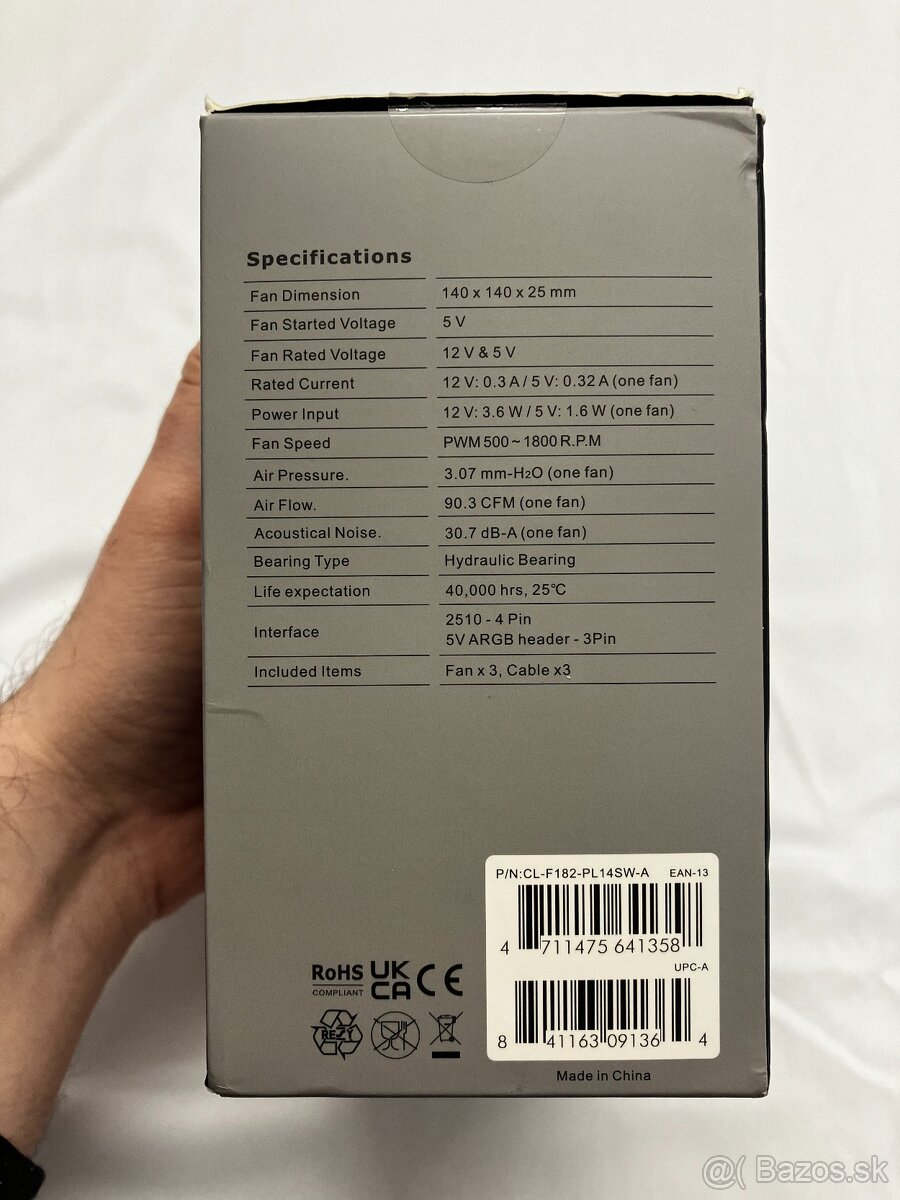 Specifications
Fan Dimension 140 x 140 x 25 mm
Fan Started Voltage 5 V
Fan Rated Voltage 12 V & 5 V
Rated Current 12 V: 0.3 A / 5 V: 0.32 A (one fan)
Power Input 12 V: 3.6 W / 5 V: 1.6 W (one fan)
Fan Speed PWM 500 ~ 1800 R.P.M
Air Pressure. 3.07 mm-H2O (one fan)
Air Flow. 90.3 CFM (one fan)
Acoustical Noise. 30.7 dB-A (one fan)
Bearing Type Hydraulic Bearing
Life expectation 40,000 hrs, 25℃
Interface 2510 - 4 Pin
5V ARGB header - 3Pin
Included Items Fan x 3, Cable x3
P/N:CL-F182-PL14SW-A EAN-13
4 711475 641358
UPC-A
8 41163 09136 4
Made in China
RoHS
COMPLIANT
UK
CA
CE
REZY
@( Bazos.sk